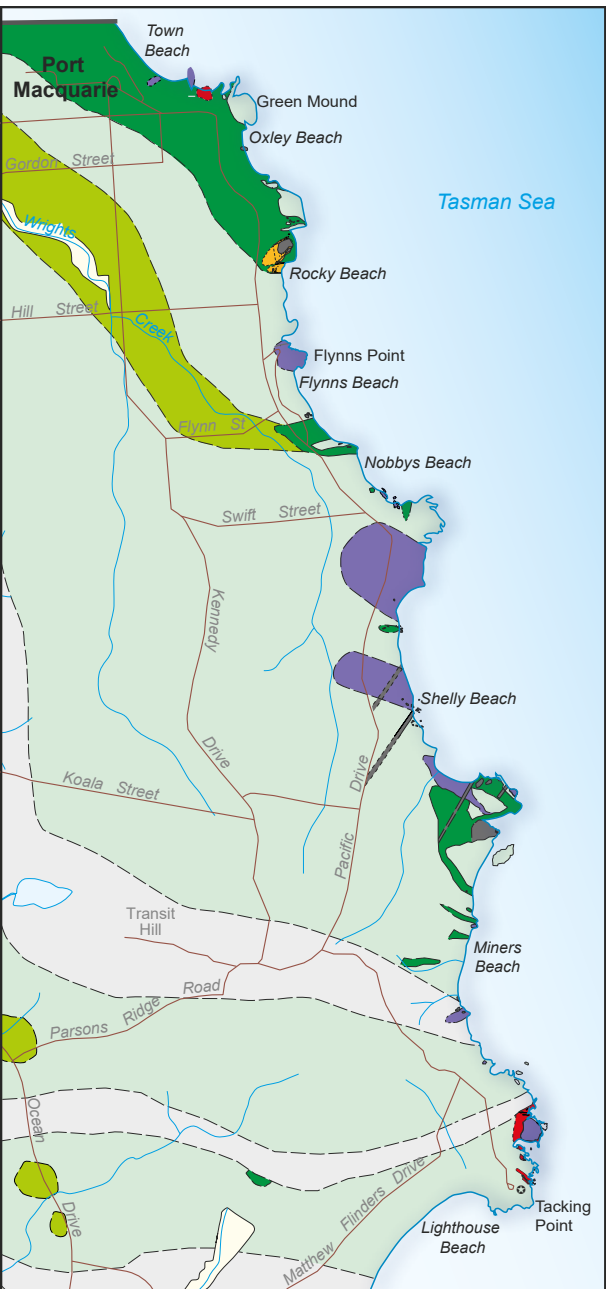 Town
Beach
Port
Macquarie
Green Mound
Oxley Beach
Gordon Street
Tasman Sea
Wrights
Rocky Beach
Hill Street
Creek
Flynns Point
Flynns Beach
Flynn St
Nobbys Beach
Swift Street
Kennedy
Shelly Beach
Drive
Drive
Koala Street
Pacific
Transit
Hill
Miners
Beach
Parsons Ridge Road
Ocean
Drive
Matthew Flinders Drive
Tacking
Point
Lighthouse
Beach